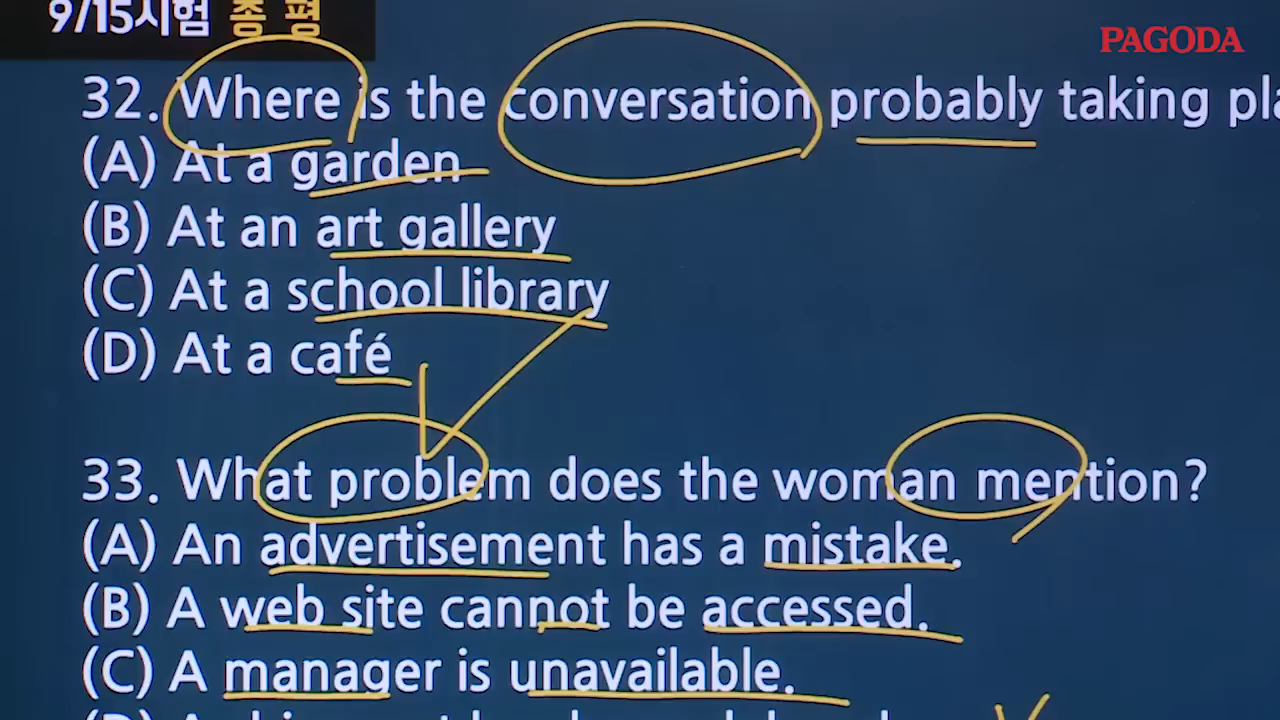 9/15시험 총평
PAGODA
32. Where is the conversation probably taking pla
(A) At a garden
(B) At an art gallery
(C) At a school library
(D) At a café
33. What problem does the woman mention?
(A) An advertisement has a mistake.
(B) A web site cannot be accessed.
(C) A manager is unavailable.